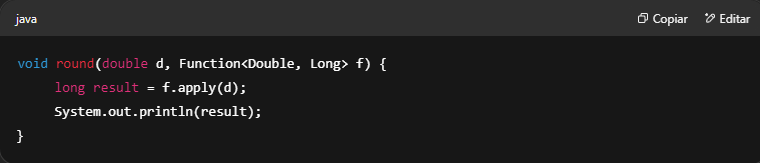 java Copiar Editar
void round(double d, Function<Double, Long> f) {
long result = f.apply(d);
System.out.println(result);
}